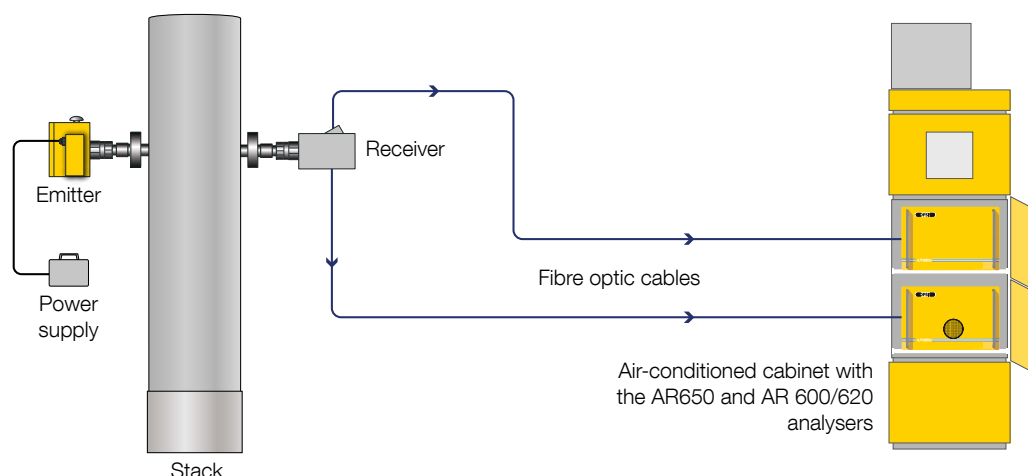 Receiver
Emitter
Fibre optic cables
Power
supply
Air-conditioned cabinet with
the AR650 and AR 600/620
analysers
Stack